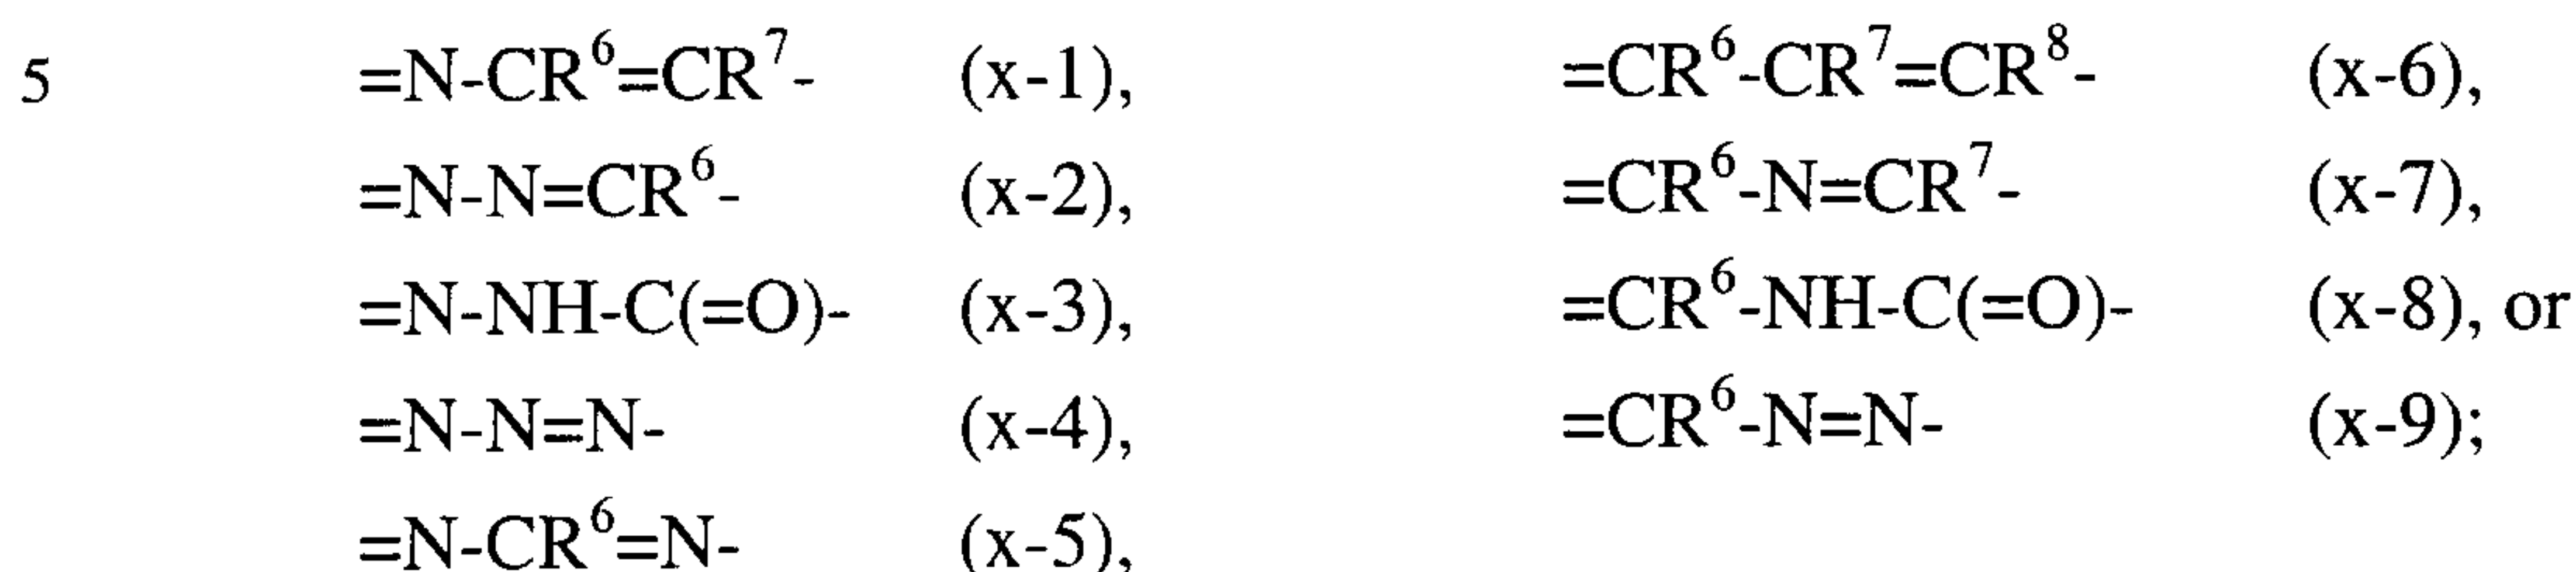 5 =N-CR⁶=CR⁷- (x-1), =CR⁶-CR⁷=CR⁸- (x-6),
=N-N=CR⁶- (x-2), =CR⁶-N=CR⁷- (x-7),
=N-NH-C(=O)- (x-3), =CR⁶-NH-C(=O)- (x-8), or
=N-N=N- (x-4), =CR⁶-N=N- (x-9);
=N-CR⁶=N- (x-5),